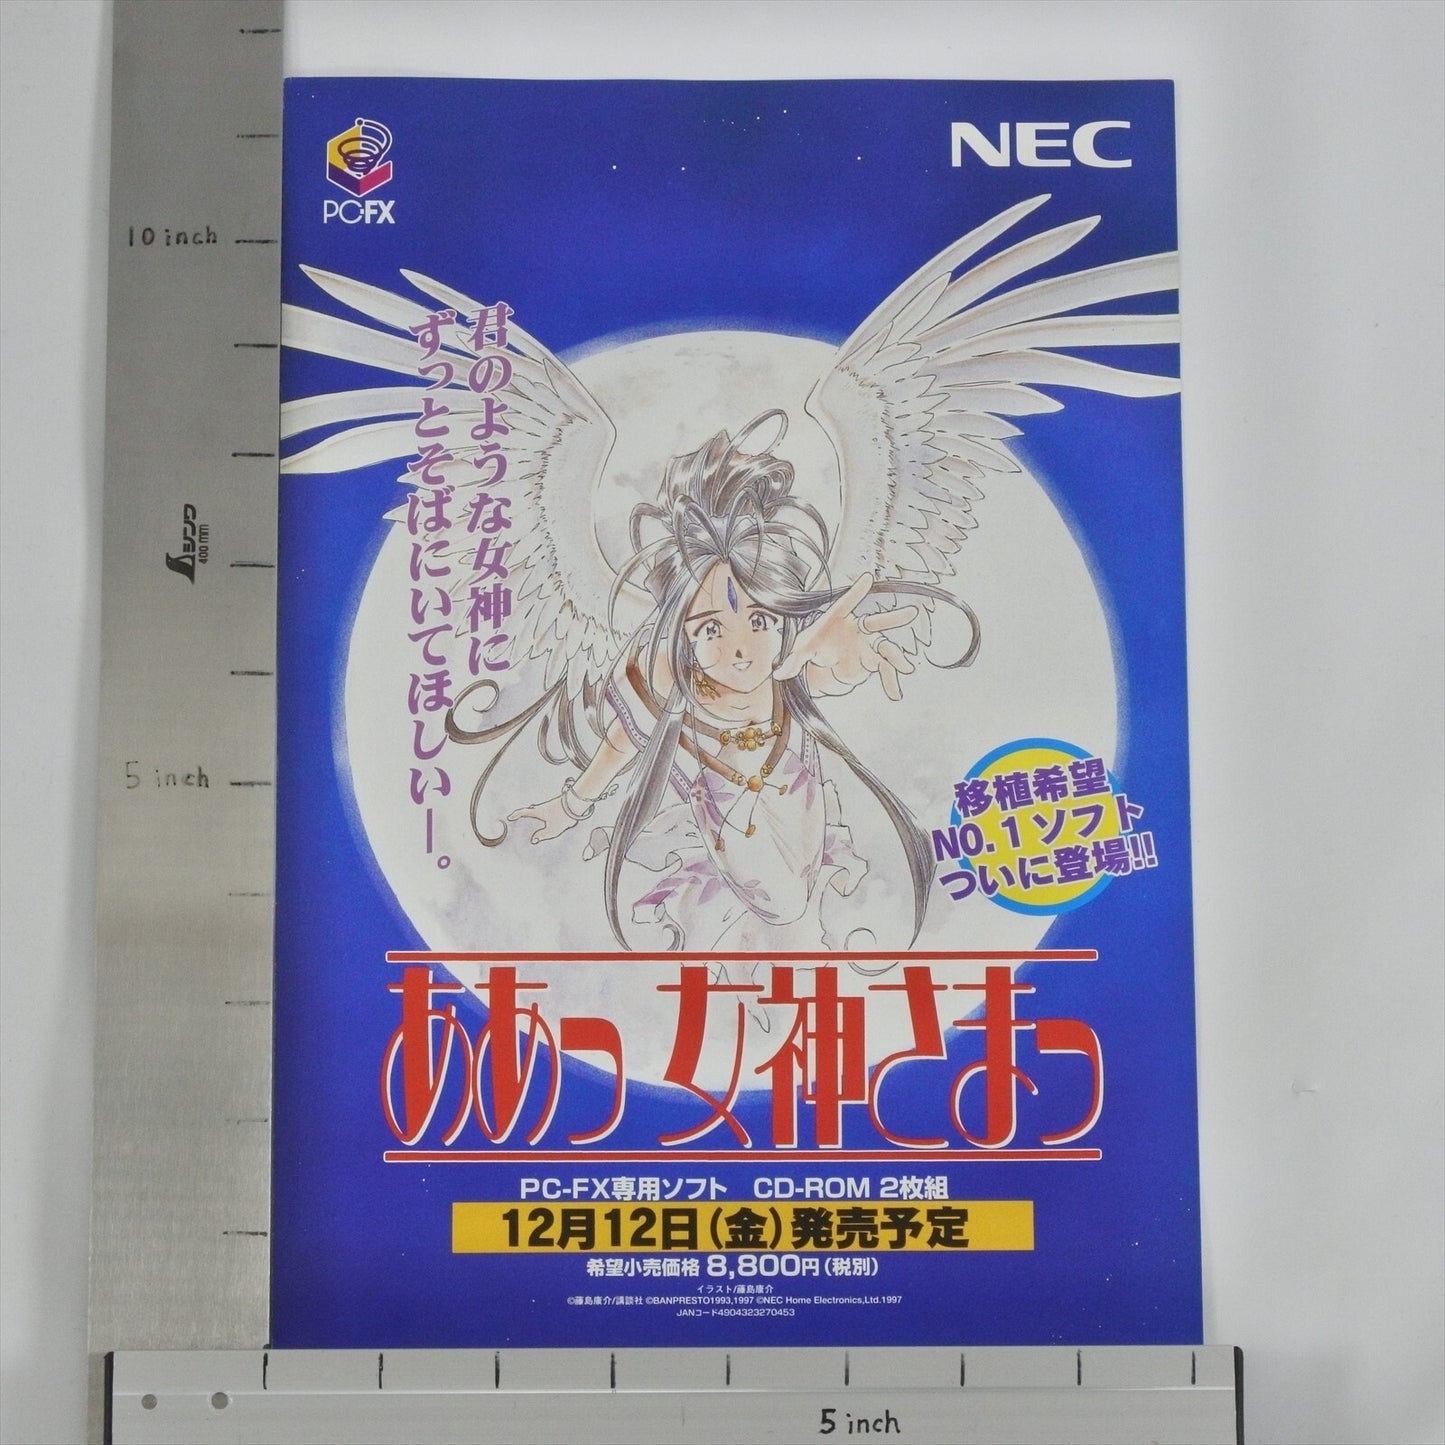 NEC
PC-FX
10 inch
君のような女神に
ずっとそばにいてほしい―。
シンワ
400 mm
5 inch
移植希望
NO.1ソフト
ついに登場!!
ああっ女神さまっ
PC-FX専用ソフト CD-ROM 2枚組
12月12日(金)発売予定
希望小売価格 8,800円(税別)
イラスト/藤島康介
©藤島康介/講談社 ©BANPRESTO1993,1997 ©NEC Home Electronics,Ltd.1997
JANコード4904323270453
5 inch